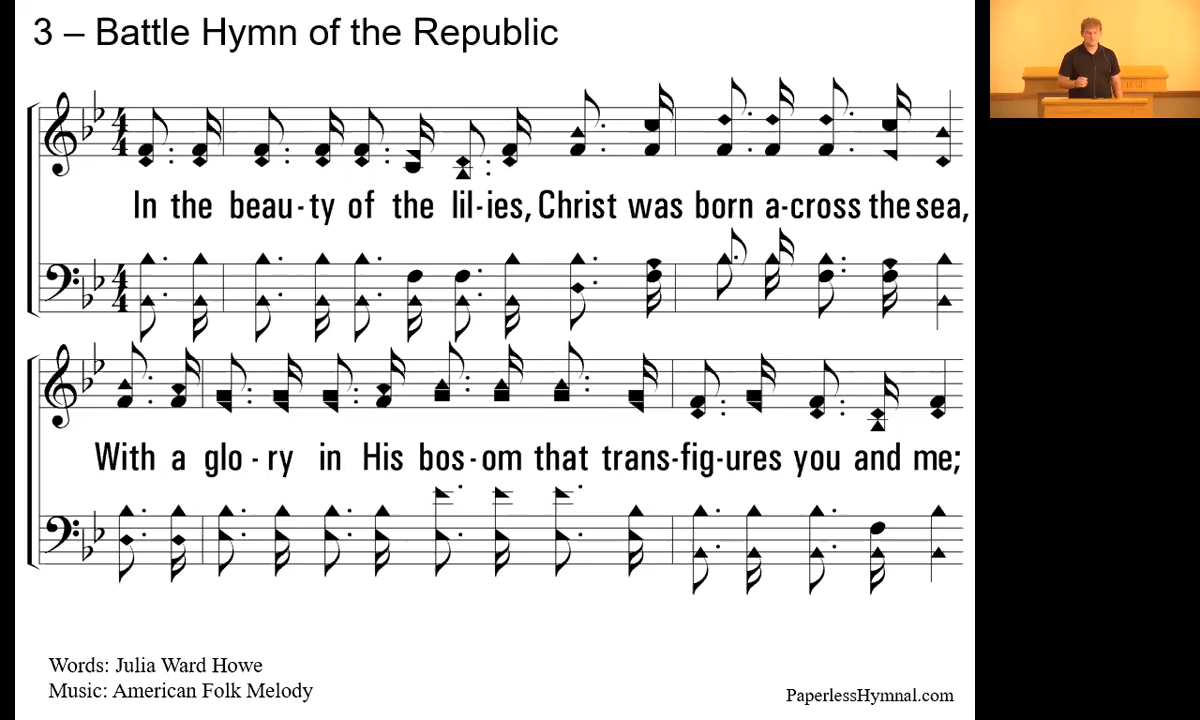 3 – Battle Hymn of the Republic
In the beau-ty of the lil-ies, Christ was born a-cross the sea,
With a glo-ry in His bos-om that trans-fig-ures you and me;
Words: Julia Ward Howe
Music: American Folk Melody
PaperlessHymnal.com